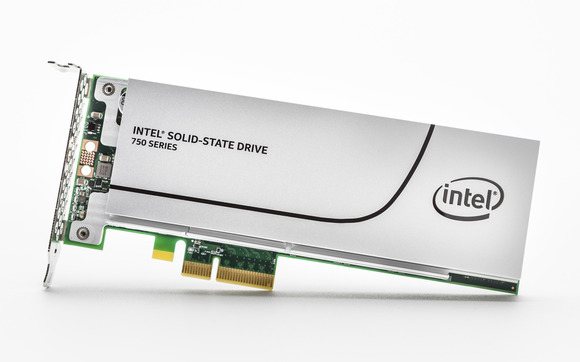 INTEL® SOLID-STATE DRIVE
750 SERIES
intel